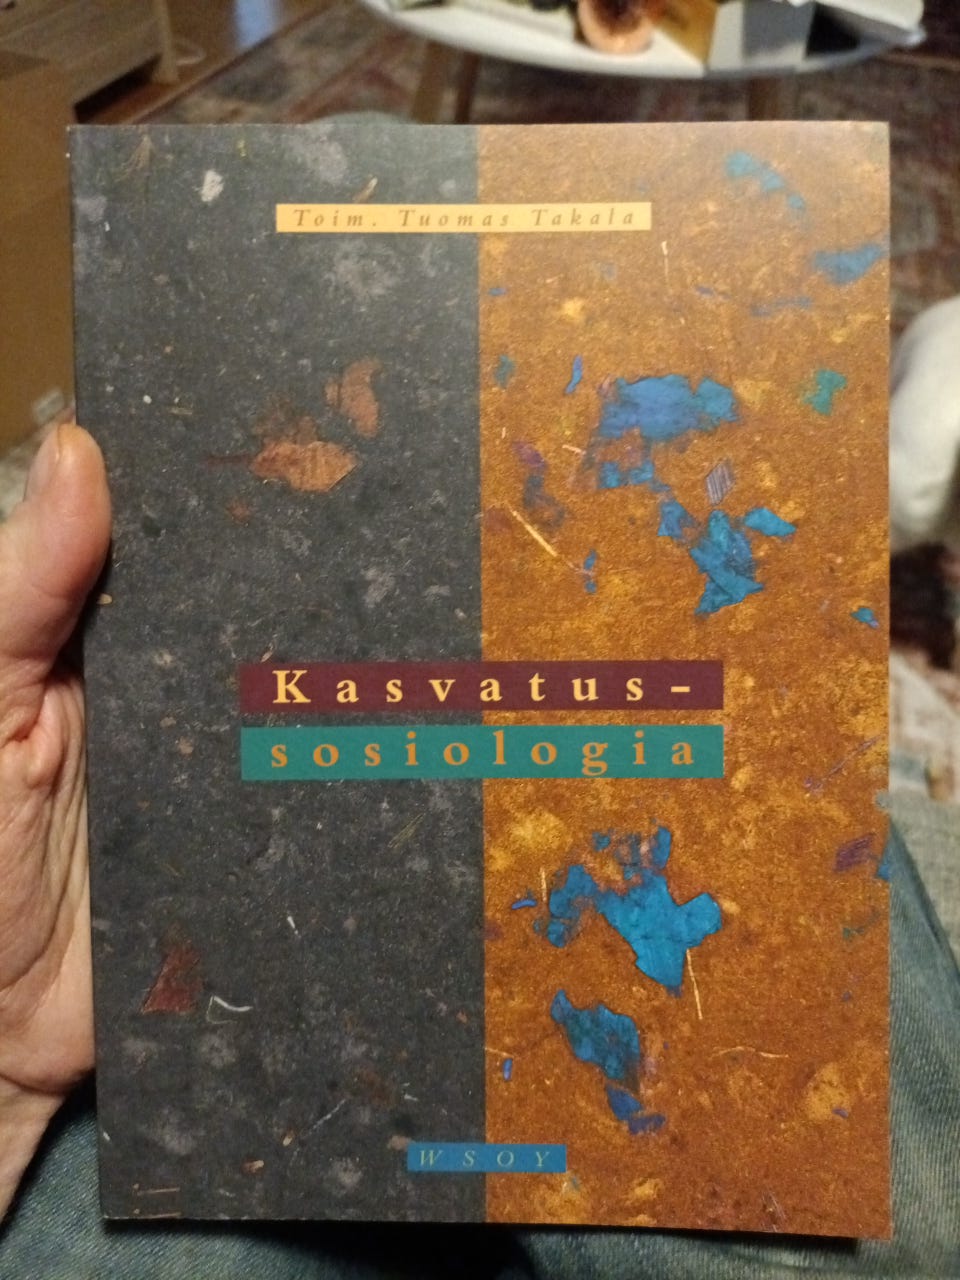 Toim. Tuomas Takala
Kasvatus-
sosiologia
WSOY